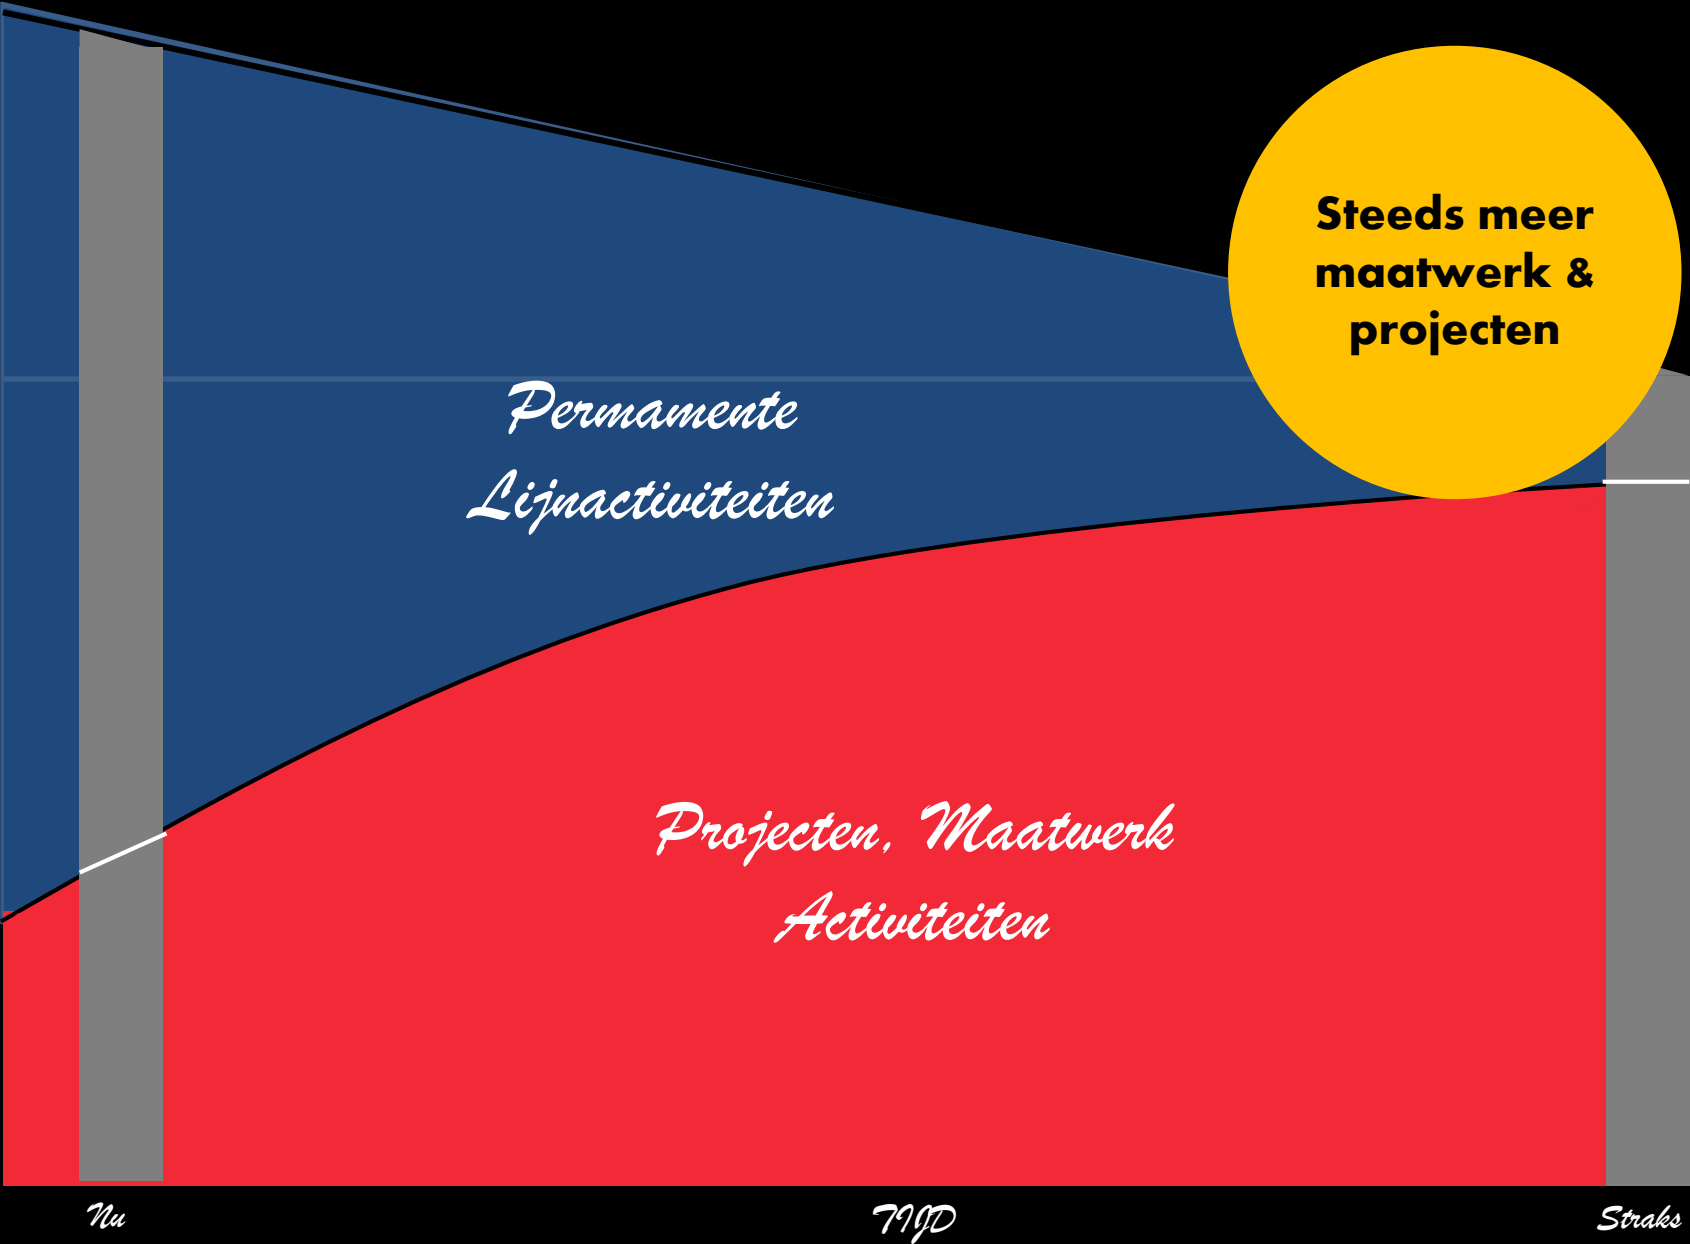 Steeds meer
maatwerk &
projecten
Permamente
Lijnactiviteiten
Projecten, Maatwerk
Activiteiten
Nu
TIJD
Straks